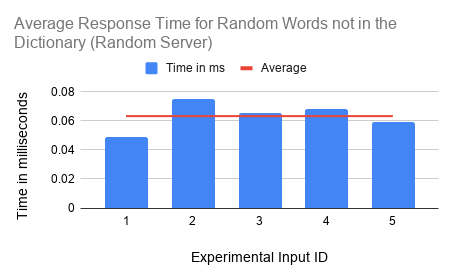 Average Response Time for Random Words not in the
Dictionary (Random Server)
Time in ms Average
Time in milliseconds
0.08
0.06
0.04
0.02
0
1 2 3 4 5
Experimental Input ID